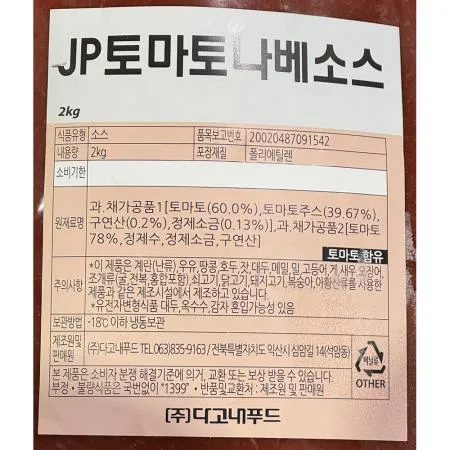 JP토마토나베소스
2kg
식품유형 소스 품목보고번호 20020487091542
내용량 2kg 포장재질 폴리에틸렌
소비기한
원재료명 과.채가공품1[토마토(60.0%),토마토주스(39.67%),
구연산(0.2%),정제소금(0.13%)],과.채가공품2[토마토
78%,정제수,정제소금,구연산]
토마토 함유
주의사항 *이 제품은 계란(난류),우유,땅콩,호두,잣,대두,메밀,밀,고등어,게,새우,오징어,
조개류(굴,전복,홍합포함),쇠고기,닭고기,돼지고기,복숭아,아황산류를 사용한
제품과 같은 제조시설에서 제조하고 있습니다.
*유전자변형식품 대두,옥수수,감자 혼입가능성 있음
보관방법 -18℃ 이하 냉동보관
제조원및
판매원 (주)다고내푸드 TEL.063)835-9163 / 전북특별자치도 익산시 심암길 14(석암동)
본 제품은 소비자 분쟁 해결기준에 의거, 교환 또는 보상 받을 수 있습니다.
부정·불량식품은 국번없이 "1399" • 반품및교환처 : 제조원 및 판매원
비닐류
OTHER
(주)다고내푸드